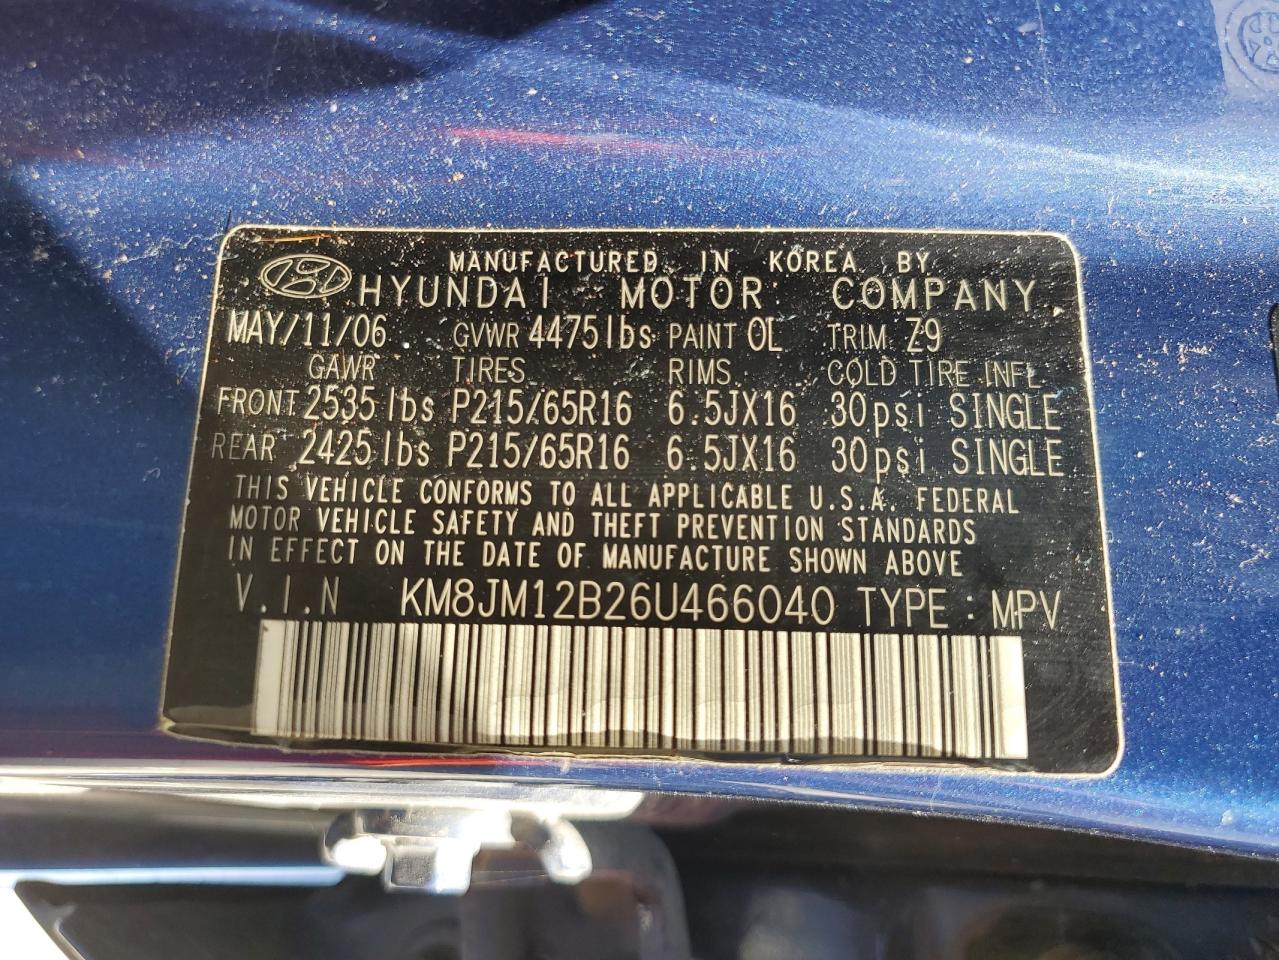 MANUFACTURED IN KOREA BY
HYUNDAI MOTOR COMPANY
MAY/11/06 GVWR 4475lbs PAINT OL TRIM Z9
GAWR TIRES RIMS COLD TIRE INFL
FRONT 2535 lbs P215/65R16 6.5JX16 30psi SINGLE
REAR 2425 lbs P215/65R16 6.5JX16 30psi SINGLE
THIS VEHICLE CONFORMS TO ALL APPLICABLE U.S.A. FEDERAL
MOTOR VEHICLE SAFETY AND THEFT PREVENTION STANDARDS
IN EFFECT ON THE DATE OF MANUFACTURE SHOWN ABOVE
V.I.N KM8JM12B26U466040 TYPE : MPV